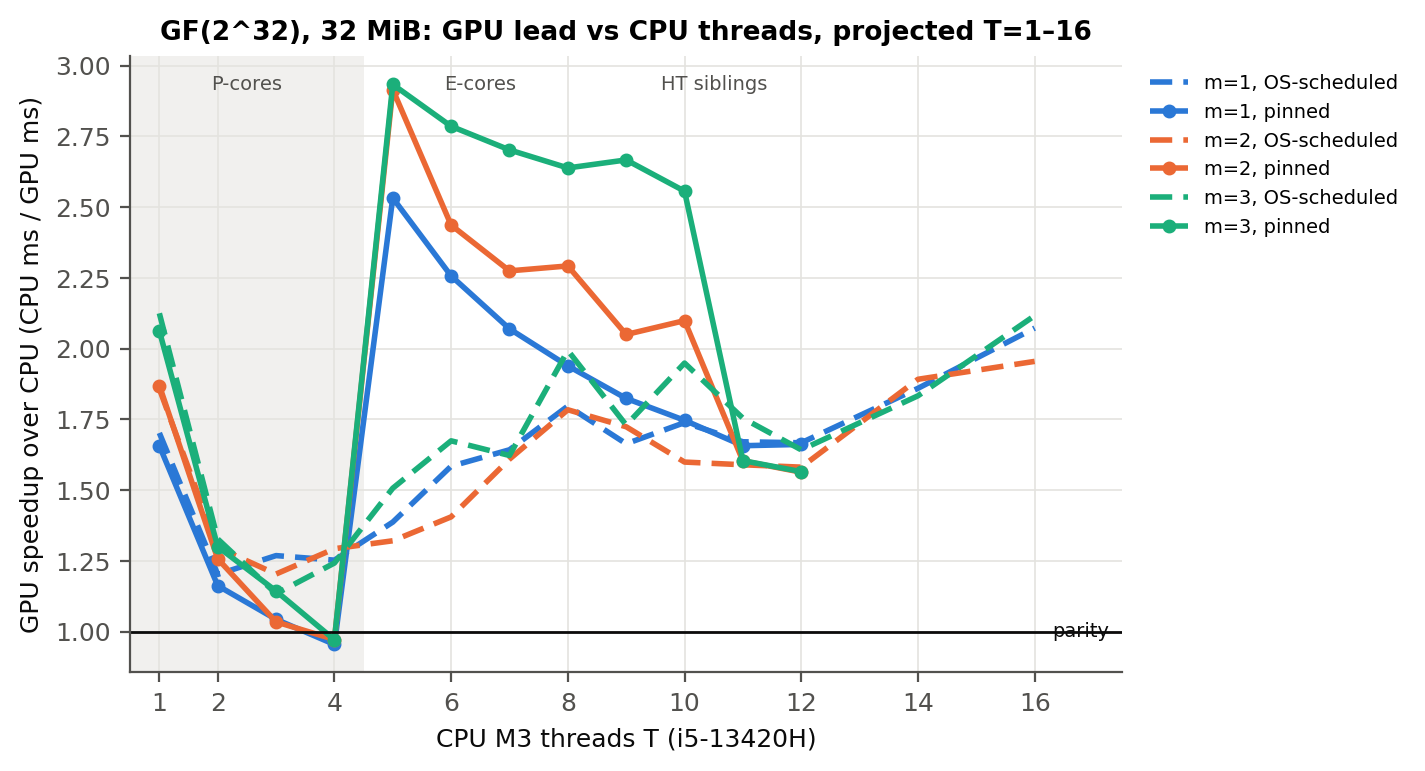 GF(2^32), 32 MiB: GPU lead vs CPU threads, projected T=1–16
P-cores
E-cores
HT siblings
m=1, OS-scheduled
m=1, pinned
m=2, OS-scheduled
m=2, pinned
m=3, OS-scheduled
m=3, pinned
GPU speedup over CPU (CPU ms / GPU ms)
3.00
2.75
2.50
2.25
2.00
1.75
1.50
1.25
1.00
parity
1 2 4 6 8 10 12 14 16
CPU M3 threads T (i5-13420H)